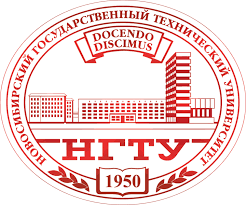 НОВОСИБИРСКИЙ ГОСУДАРСТВЕННЫЙ ТЕХНИЧЕСКИЙ УНИВЕРСИТЕТ
DOCENDO
DISCIMUS
НГТУ
1950